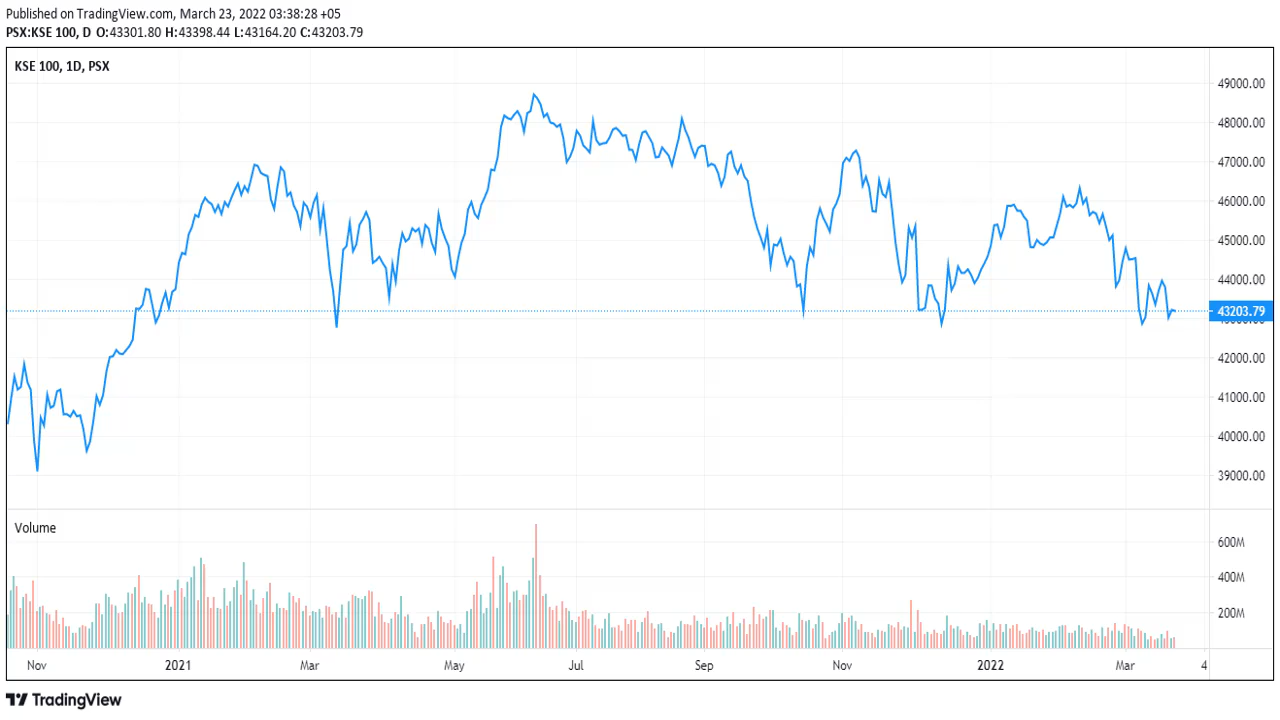 Published on TradingView.com, March 23, 2022 03:38:28 +05
PSX:KSE 100, D O:43301.80 H:43398.44 L:43164.20 C:43203.79
KSE 100, 1D, PSX
49000.00
48000.00
47000.00
46000.00
45000.00
44000.00
43203.79
43000.00
42000.00
41000.00
40000.00
39000.00
Volume
600M
400M
200M
Nov 2021 Mar May Jul Sep Nov 2022 Mar 4
TradingView